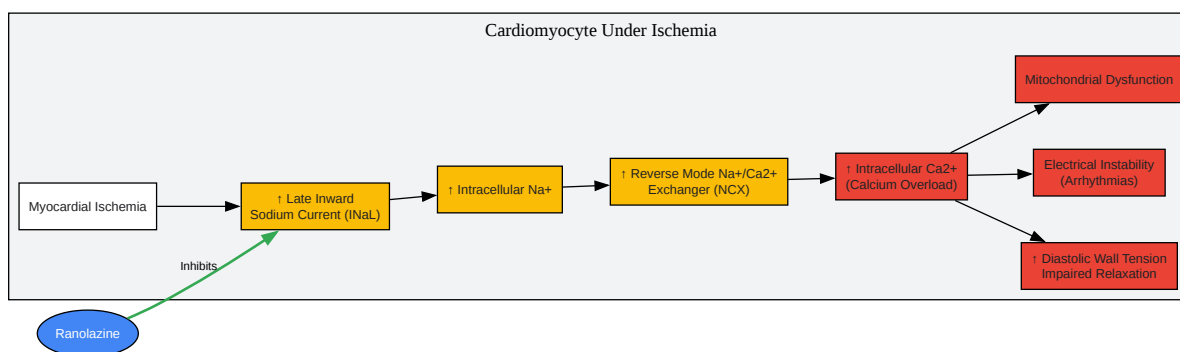 Cardiomyocyte Under Ischemia
Mitochondrial Dysfunction
Myocardial Ischemia
↑ Late Inward
Sodium Current (INaL)
↑ Intracellular Na+
↑ Reverse Mode Na+/Ca2+
Exchanger (NCX)
↑ Intracellular Ca2+
(Calcium Overload)
Electrical Instability
(Arrhythmias)
↑ Diastolic Wall Tension
Impaired Relaxation
Inhibits
Ranolazine